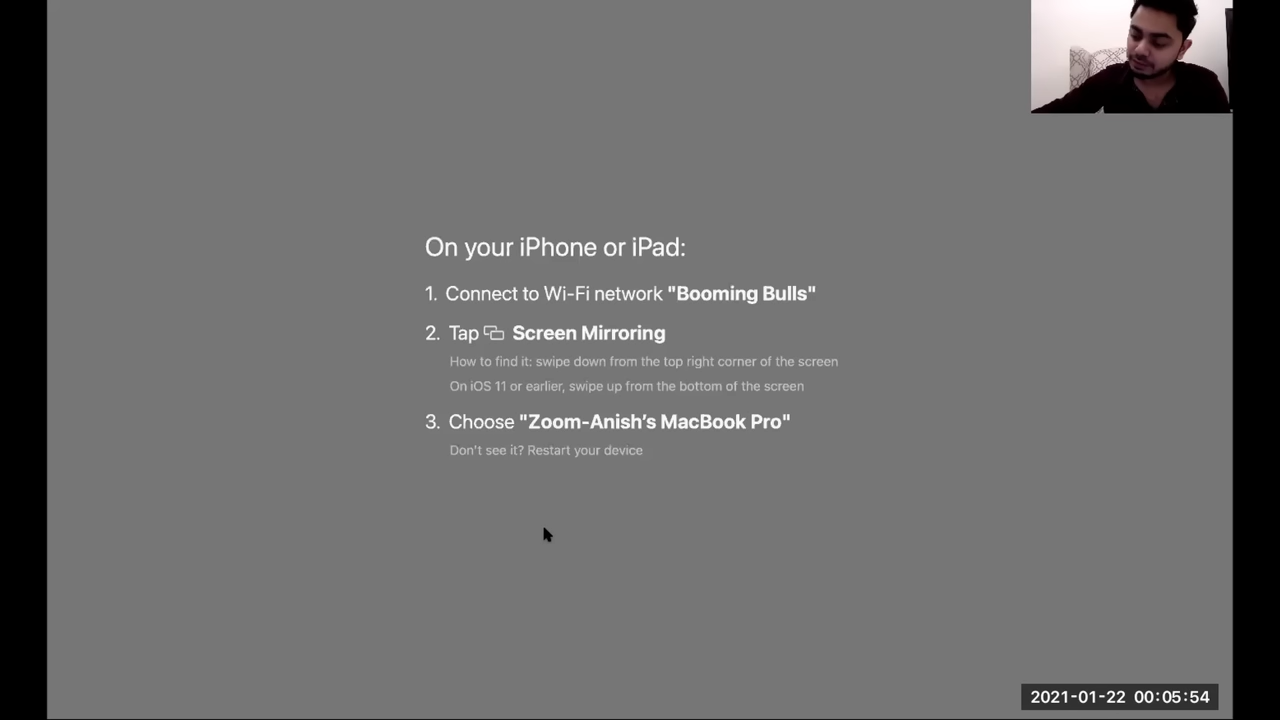 On your iPhone or iPad:
1. Connect to Wi-Fi network "Booming Bulls"
2. Tap Screen Mirroring
How to find it: swipe down from the top right corner of the screen
On iOS 11 or earlier, swipe up from the bottom of the screen
3. Choose "Zoom-Anish’s MacBook Pro"
Don't see it? Restart your device
2021-01-22 00:05:54